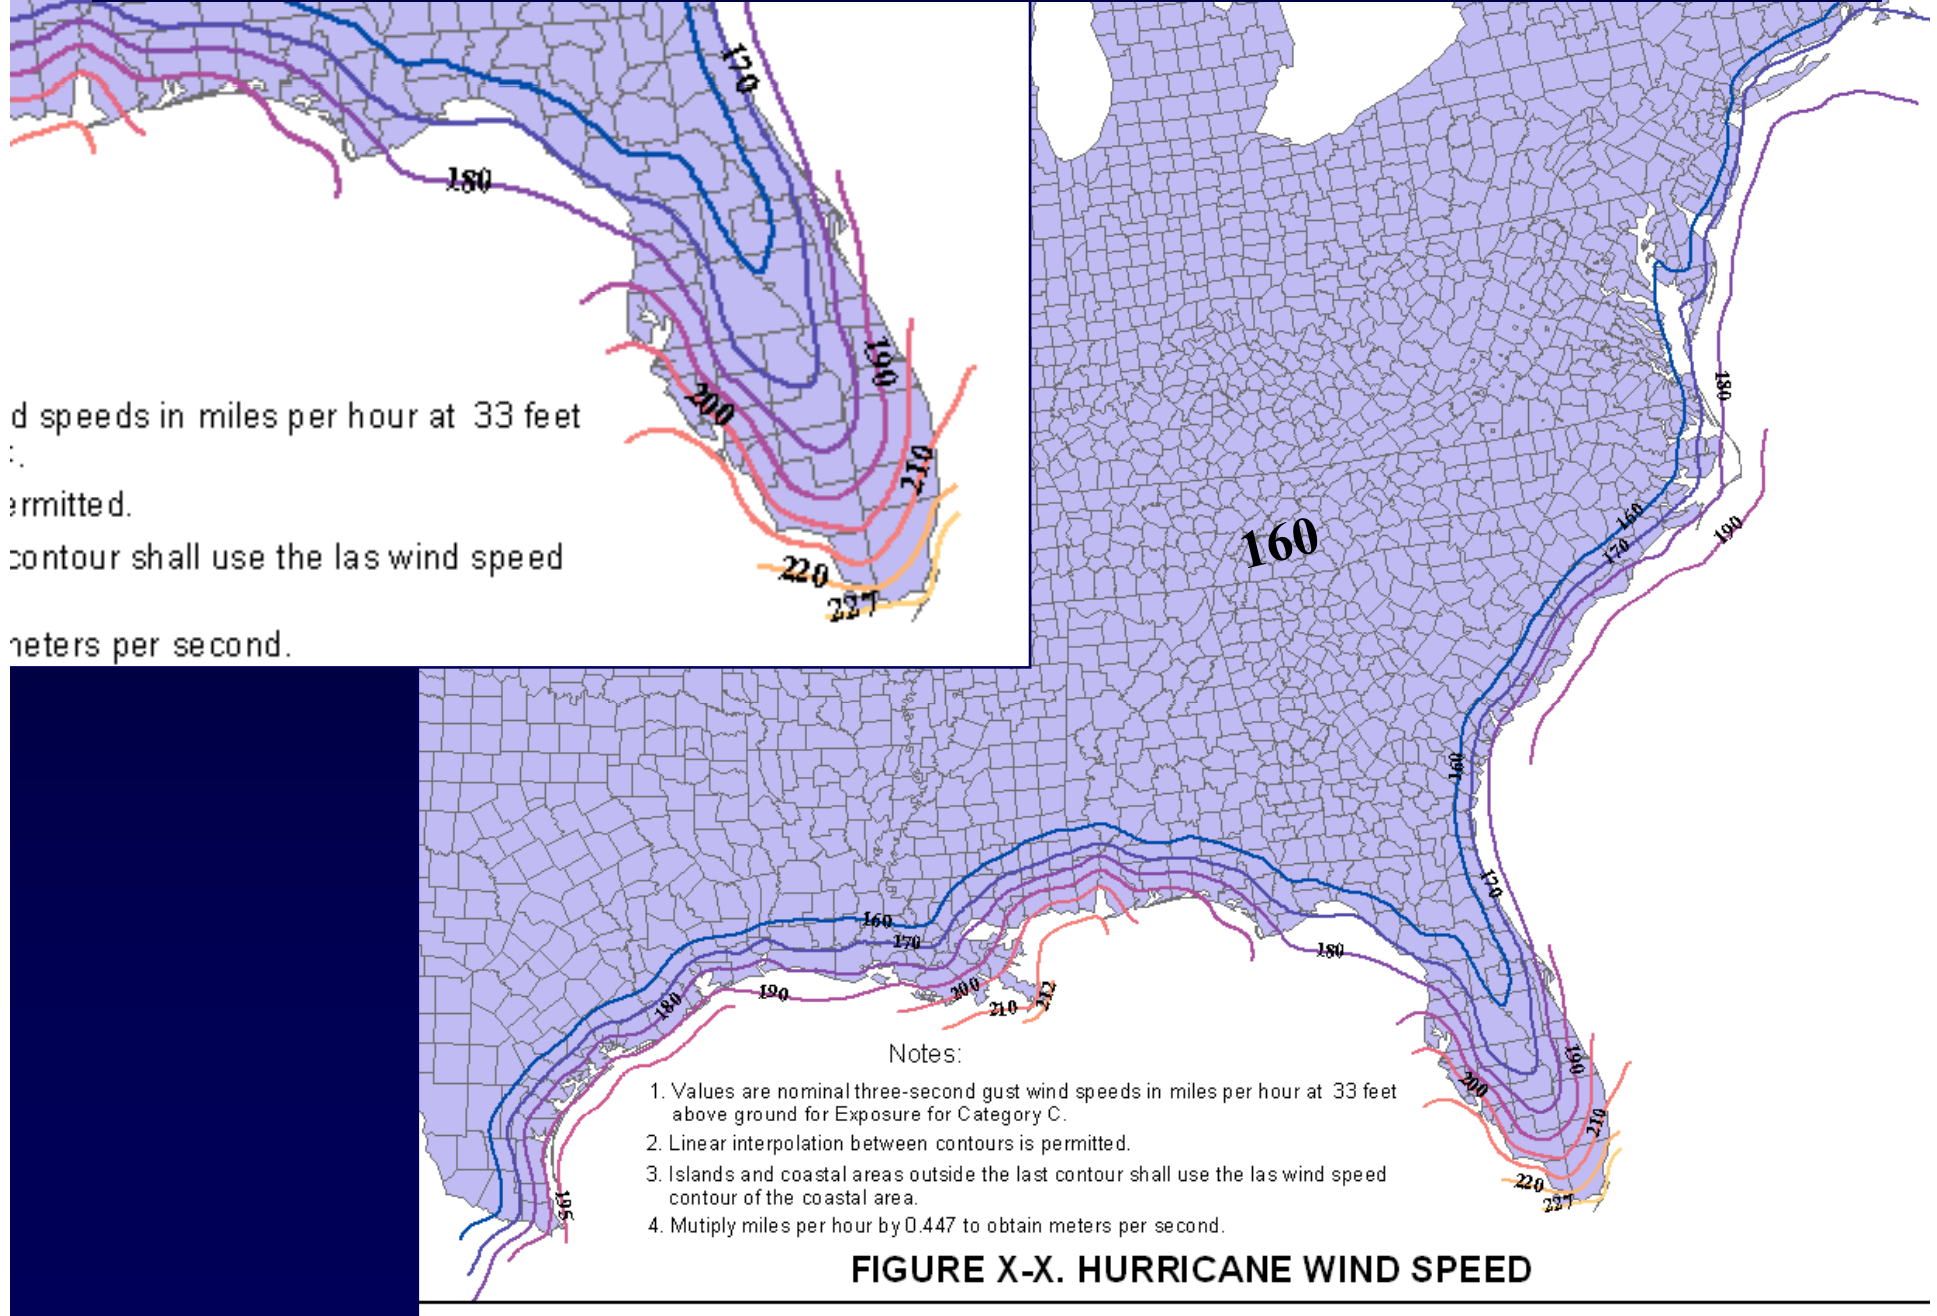 170
180
190
200
210
220
227
d speeds in miles per hour at 33 feet
.
ermitted.
contour shall use the las wind speed
meters per second.
180
160
190
160
170
160
170
160
170
180
190
180
200
210
212
195
190
200
210
220
227
Notes:
1. Values are nominal three-second gust wind speeds in miles per hour at 33 feet
above ground for Exposure for Category C.
2. Linear interpolation between contours is permitted.
3. Islands and coastal areas outside the last contour shall use the las wind speed
contour of the coastal area.
4. Mutiply miles per hour by 0.447 to obtain meters per second.
FIGURE X-X. HURRICANE WIND SPEED